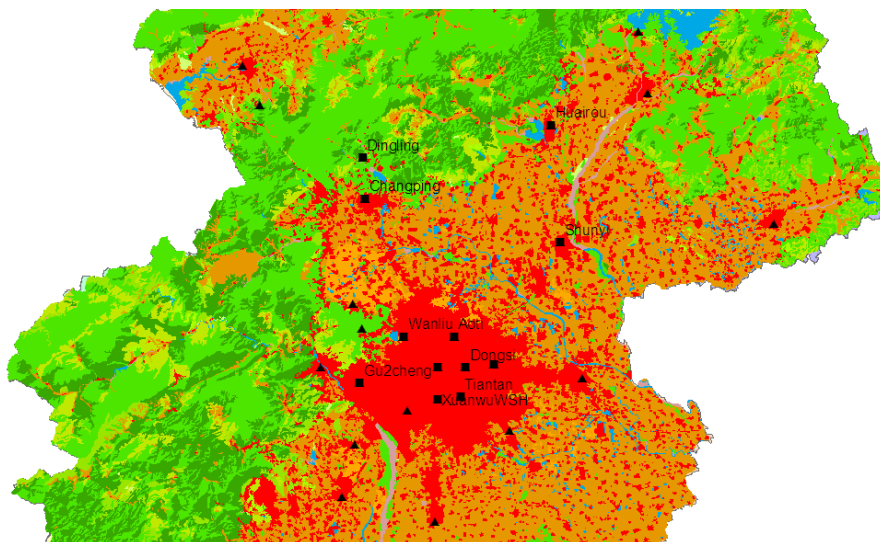 Huairou
Dingling
Changping
Shunyi
Wanliu Aoti
Dongsi
Gu2cheng
Tiantan
XuanwuWSH